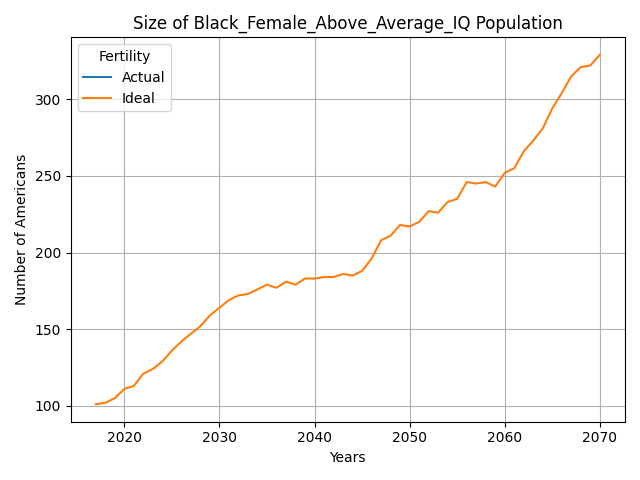 Size of Black_Female_Above_Average_IQ Population
Fertility
Actual
Ideal
Number of Americans
300
250
200
150
100
2020 2030 2040 2050 2060 2070
Years